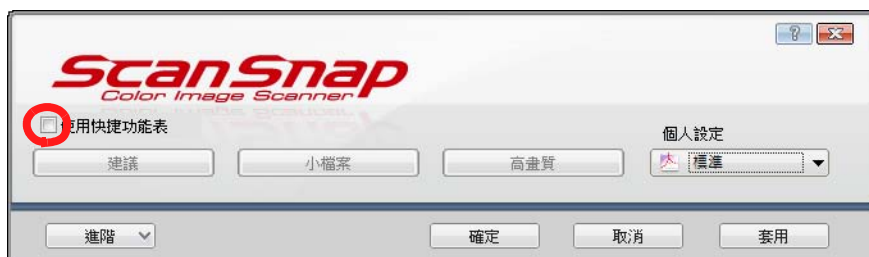 ScanSnap
Color Image Scanner
使用快捷功能表
個人設定
建議
小檔案
高畫質
標準
進階
確定
取消
套用